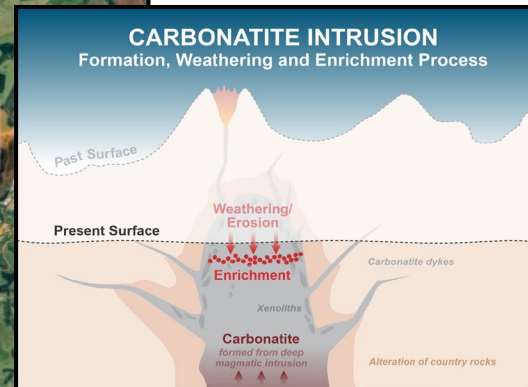 CARBONATITE INTRUSION
Formation, Weathering and Enrichment Process
Past Surface
Weathering/
Erosion
Present Surface
Carbonatite dykes
Enrichment
Xenoliths
Carbonatite
formed from deep
magmatic intrusion
Alteration of country rocks